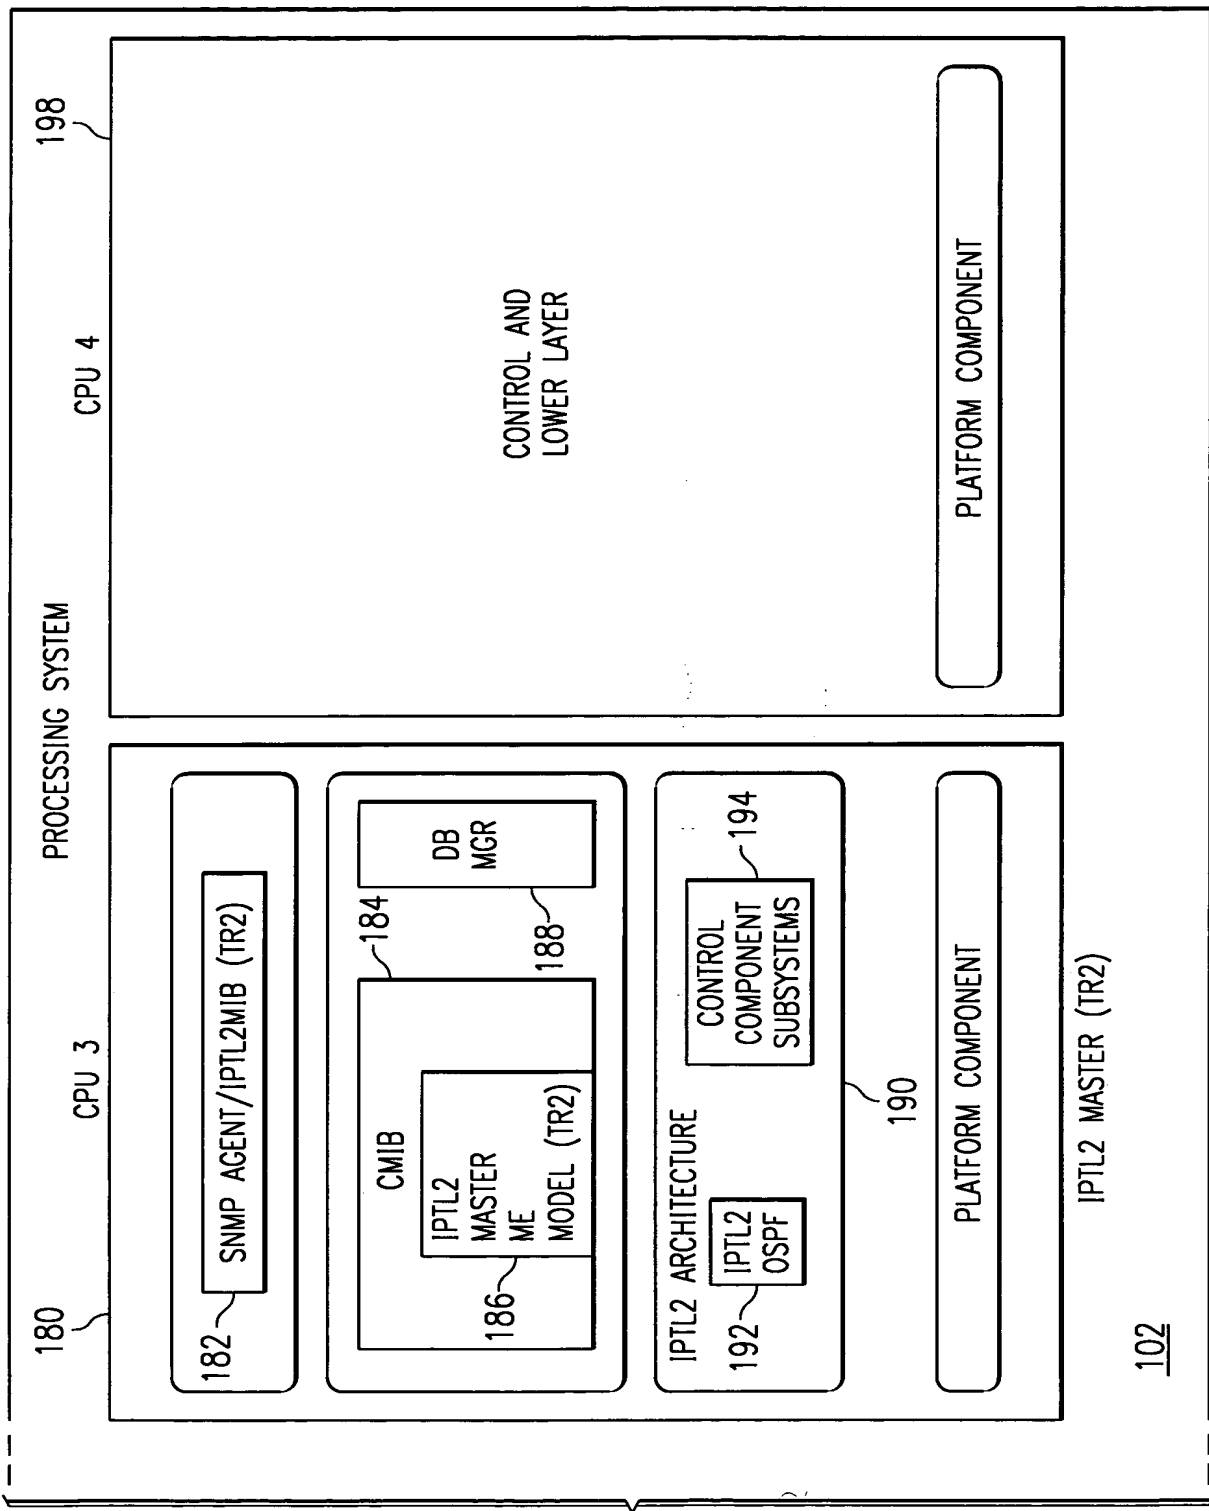 PROCESSING SYSTEM
CPU 3
180
182
SNMP AGENT/IPTL2MIB (TR2)
184
CMIB
IPTL2
MASTER
ME
MODEL (TR2)
186
DB
MGR
188
IPTL2 ARCHITECTURE
IPTL2
OSPF
192
CONTROL
COMPONENT
SUBSYSTEMS
194
190
PLATFORM COMPONENT
IPTL2 MASTER (TR2)
CPU 4
198
CONTROL AND
LOWER LAYER
PLATFORM COMPONENT
102